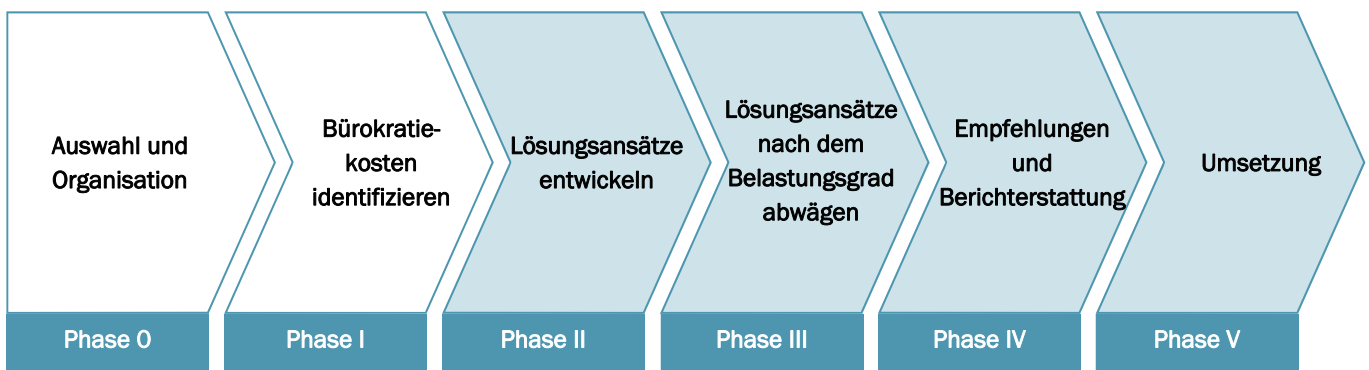 Auswahl und
Organisation
Bürokratie-
kosten
identifizieren
Lösungsansätze
entwickeln
Lösungsansätze
nach dem
Belastungsgrad
abwägen
Empfehlungen
und
Berichterstattung
Umsetzung
Phase 0
Phase I
Phase II
Phase III
Phase IV
Phase V